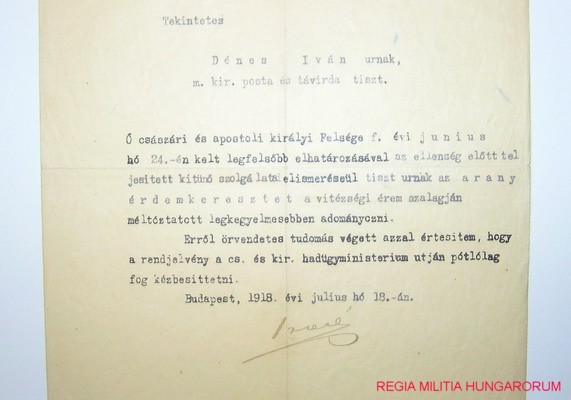 Tekintetes
Dénes Iván urnak,
m. kir. posta és távirda tiszt.
Ő császári és apostoli királyi Felsége f. évi junius
hó 24.-én kelt legfelsőbb elhatározásával az ellenség előtt tel
jesitett kitünő szolgálatai elismeréséül tiszt urnak az arany
érdemkeresztet a vitézségi érem szalagján
méltóztatott legkegyelmesebben adományozni.
Erről örvendetes tudomás végett azzal értesitem, hogy
a rendjelvény a cs. és kir. hadügyministerium utján pótlólag
fog kézbesittetni.
Budapest, 1918. évi julius hó 18.-án.
REGIA MILITIA HUNGARORUM